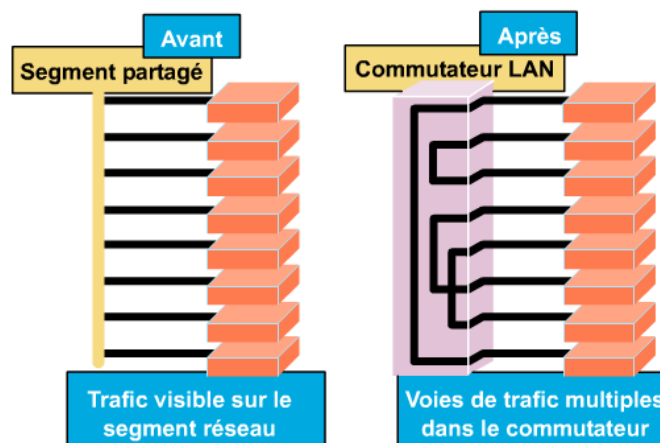 Avant
Segment partagé
Trafic visible sur le
segment réseau
Après
Commutateur LAN
Voies de trafic multiples
dans le commutateur